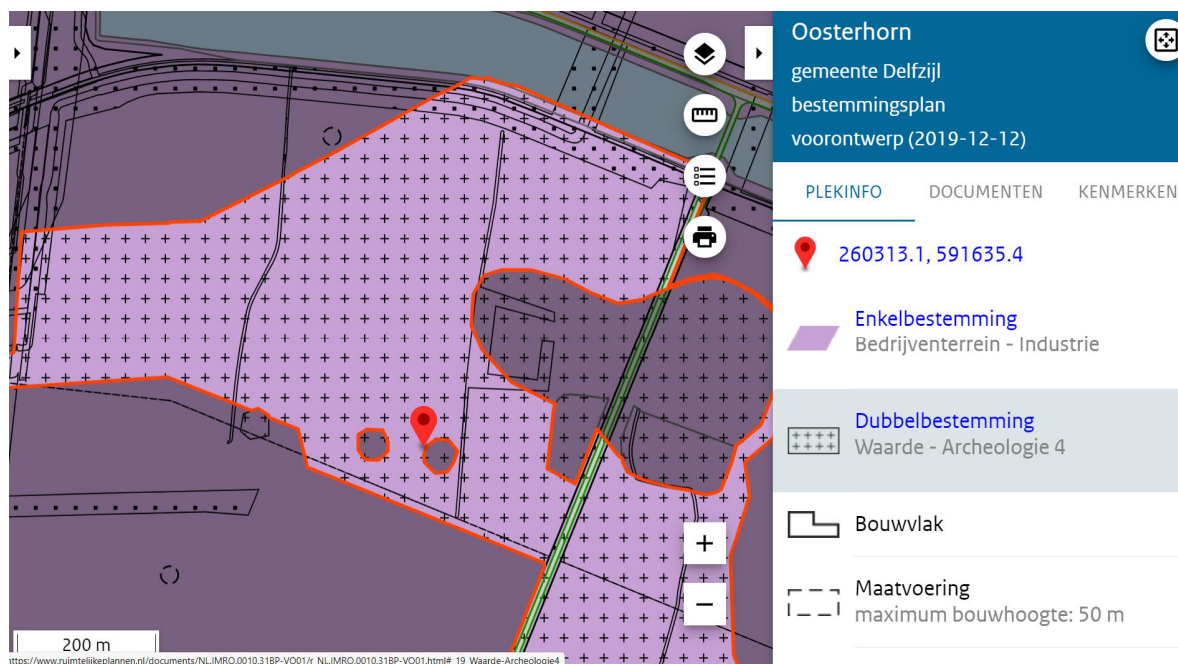 Oosterhorn
gemeente Delfzijl
bestemmingsplan
voorontwerp (2019-12-12)
PLEKINFO DOCUMENTEN KENMERKEN
260313.1, 591635.4
Enkelbestemming
Bedrijventerrein - Industrie
Dubbelbestemming
Waarde - Archeologie 4
Bouwvlak
Maatvoering
maximum bouwhoogte: 50 m
200 m
https://www.ruimtelijkeplannen.nl/documents/NL.IMRO.0010.31BP-VO01/r_NL.IMRO.0010.31BP-VO01.html#_19_Waarde-Archeologie4